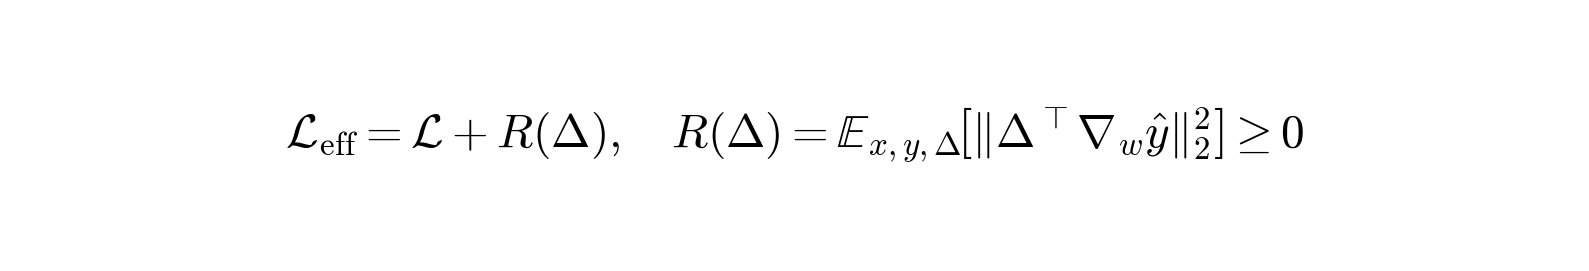 ℒ_eff = ℒ + R(Δ),   R(Δ) = 𝔼_{x, y, Δ}[‖Δ^⊤ ∇_w ŷ‖_2^2] ≥ 0